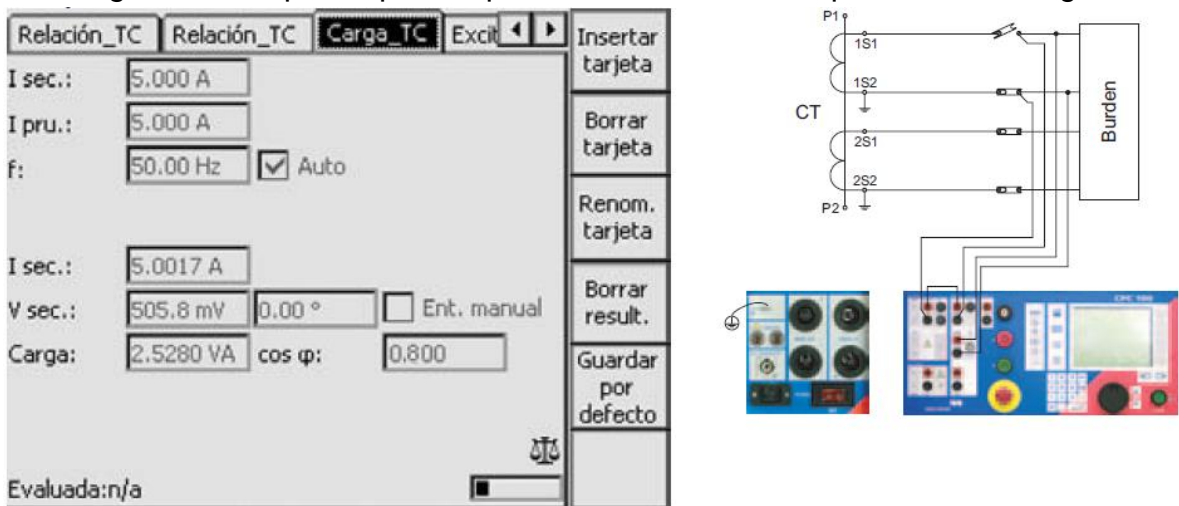 Relación_TC Relación_TC Carga_TC Excit
I sec.: 5.000 A
I pru.: 5.000 A
f: 50.00 Hz Auto
I sec.: 5.0017 A
V sec.: 505.8 mV 0.00 ° Ent. manual
Carga: 2.5280 VA cos φ: 0.800
Evaluada:n/a
Insertar
tarjeta
Borrar
tarjeta
Renom.
tarjeta
Borrar
result.
Guardar
por
defecto
P1
1S1
1S2
CT
2S1
2S2
P2
Burden
CPC 100